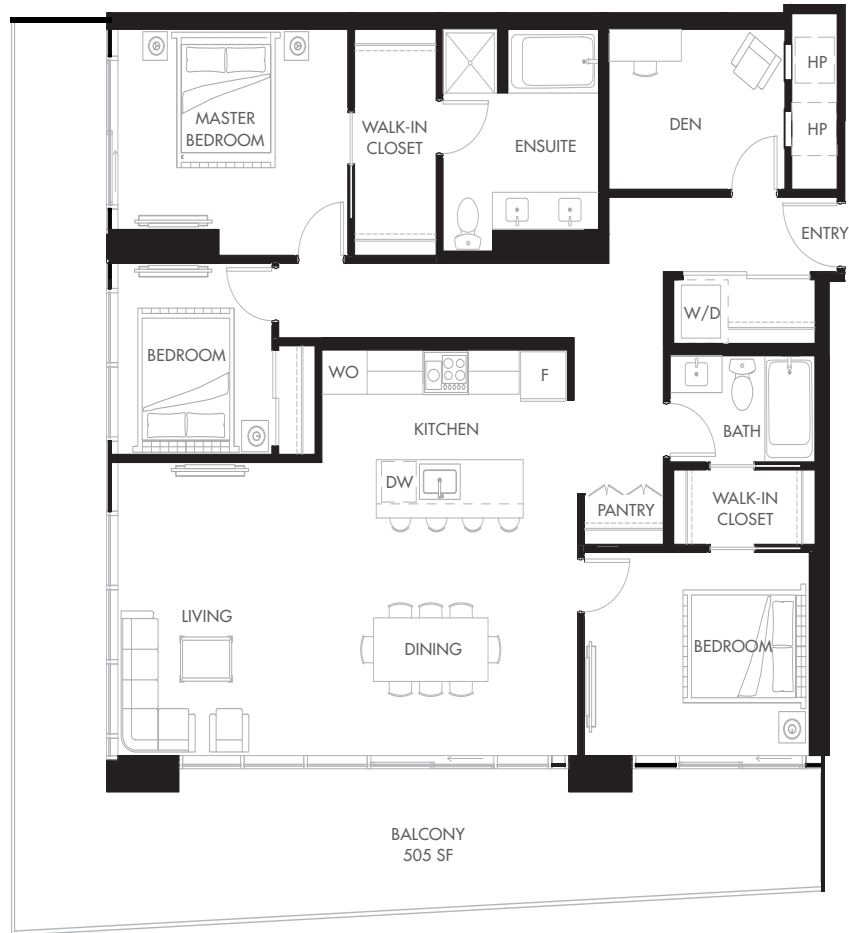 HP
MASTER
BEDROOM
WALK-IN
CLOSET
ENSUITE
DEN
HP
ENTRY
W/D
BEDROOM
WO
F
KITCHEN
BATH
DW
PANTRY
WALK-IN
CLOSET
LIVING
DINING
BEDROOM
BALCONY
505 SF